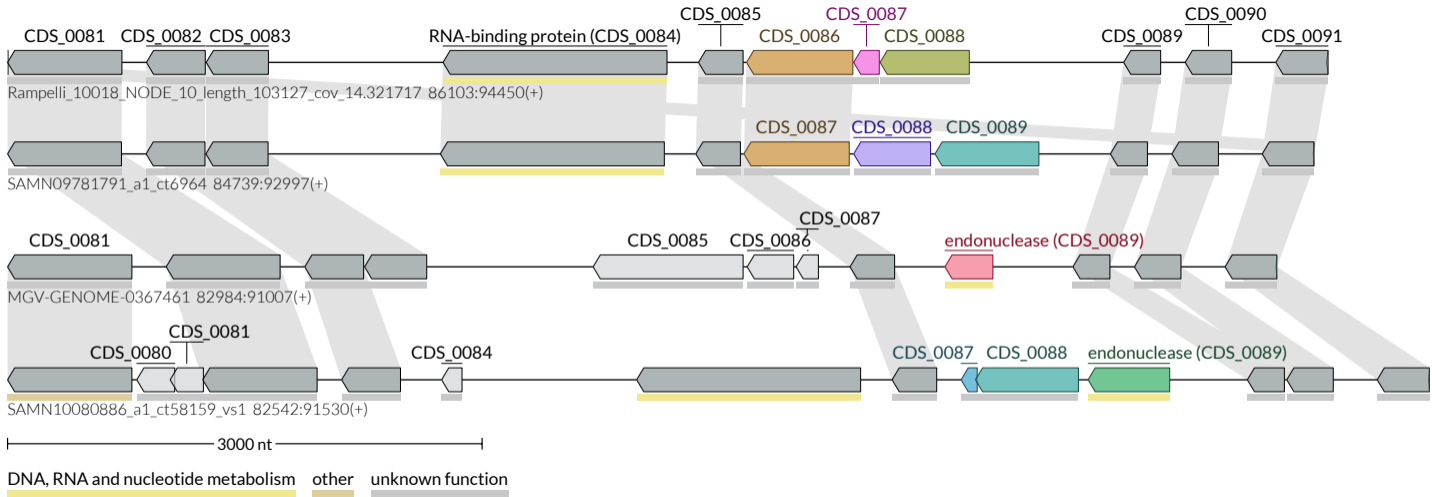 CDS_0085 CDS_0087 CDS_0090
CDS_0081 CDS_0082 CDS_0083 RNA-binding protein (CDS_0084) CDS_0086 CDS_0088 CDS_0089 CDS_0091
Rampelli_10018_NODE_10_length_103127_cov_14.321717 86103:94450(+)
CDS_0087 CDS_0088 CDS_0089
SAMN09781791_a1_ct6964 84739:92997(+)
CDS_0087
CDS_0081 CDS_0085 CDS_0086 endonuclease (CDS_0089)
MGV-GENOME-0367461 82984:91007(+)
CDS_0081
CDS_0080 CDS_0084 CDS_0087 CDS_0088 endonuclease (CDS_0089)
SAMN10080886_a1_ct58159_vs1 82542:91530(+)
3000 nt
DNA, RNA and nucleotide metabolism other unknown function